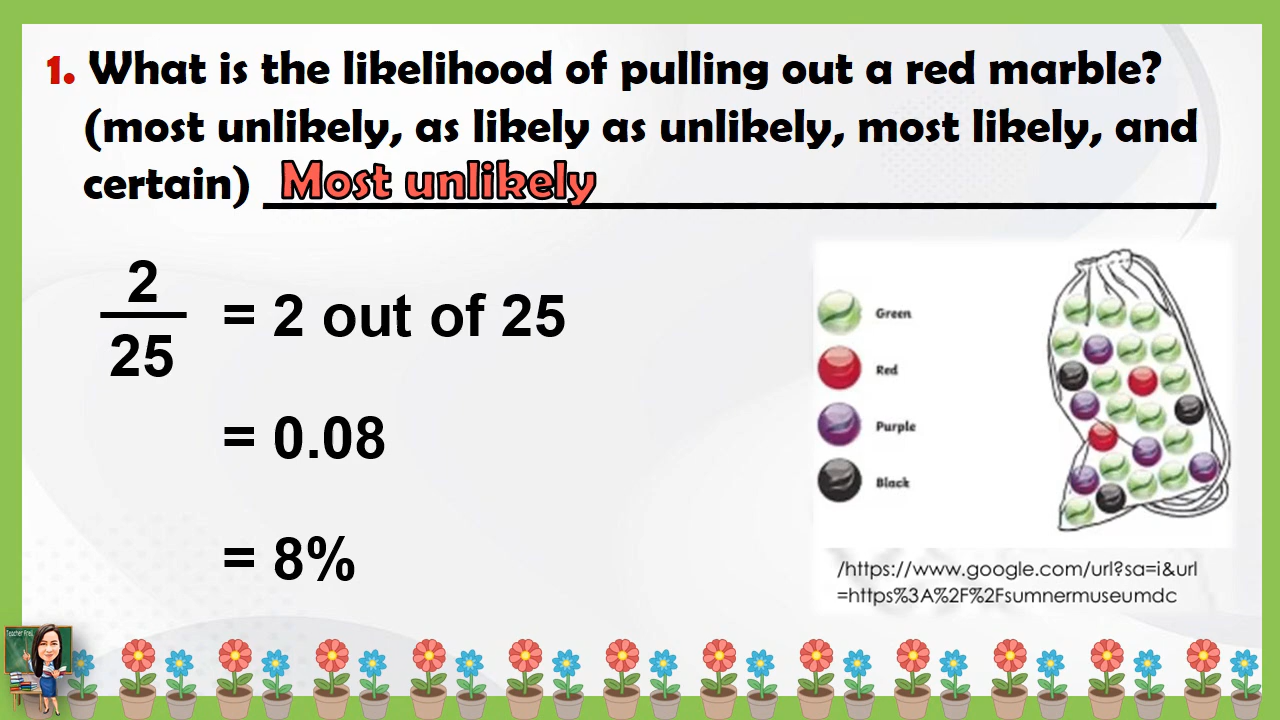 1. What is the likelihood of pulling out a red marble?
(most unlikely, as likely as unlikely, most likely, and
certain) Most unlikely
2
25
= 2 out of 25
= 0.08
= 8%
Green
Red
Purple
Black
/https://www.google.com/url?sa=i&url
=https%3A%2F%2Fsumnermuseumdc